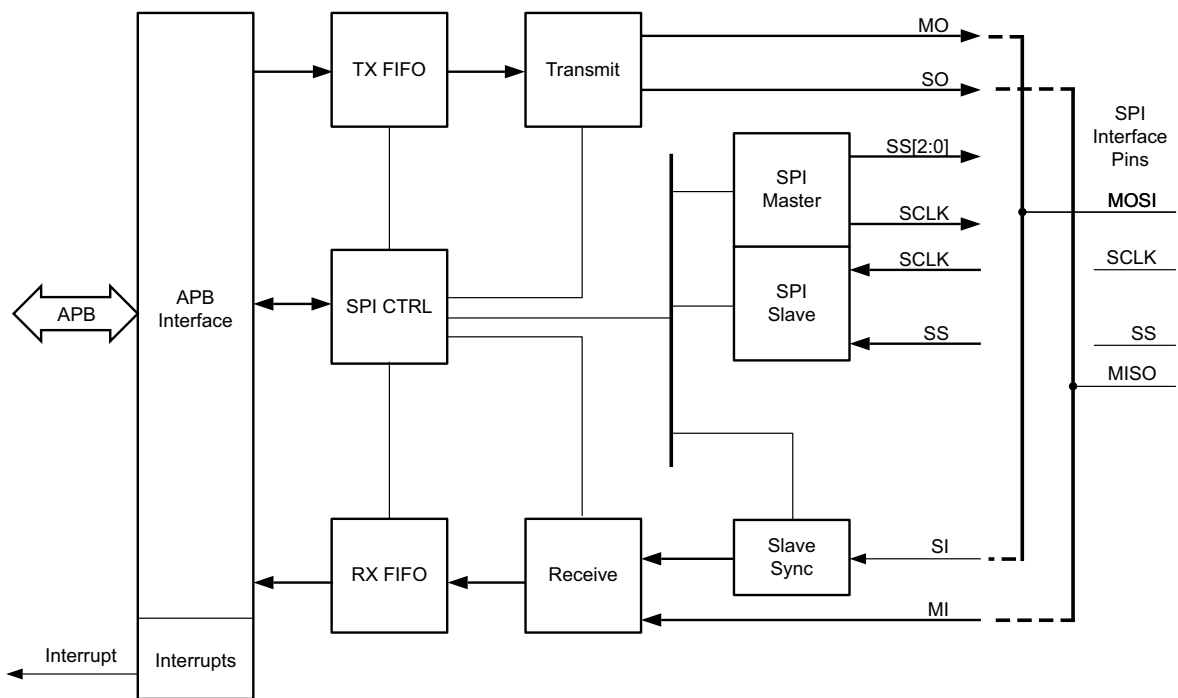 MO
TX FIFO
Transmit
SO
SPI
Interface
Pins
SS[2:0]
SPI
Master
MOSI
SCLK
SCLK
SCLK
APB
APB
Interface
SPI CTRL
SPI
Slave
SS
SS
MISO
Slave
Sync
SI
RX FIFO
Receive
MI
Interrupt
Interrupts